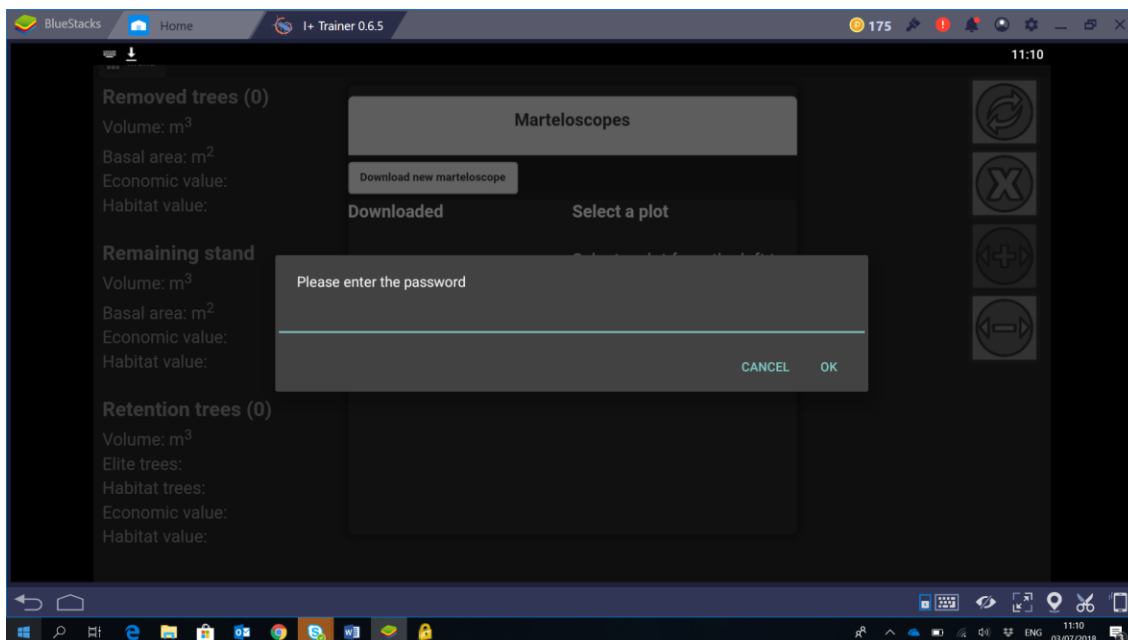 BlueStacks Home I+ Trainer 0.6.5 175
11:10
Removed trees (0)
Volume: m³
Basal area: m²
Economic value:
Habitat value:
Remaining stand
Volume: m³
Basal area: m²
Economic value:
Habitat value:
Retention trees (0)
Volume: m³
Elite trees:
Habitat trees:
Economic value:
Habitat value:
Marteloscopes
Download new marteloscope
Downloaded Select a plot
Please enter the password
CANCEL OK
ENG 11:10
03/07/2018